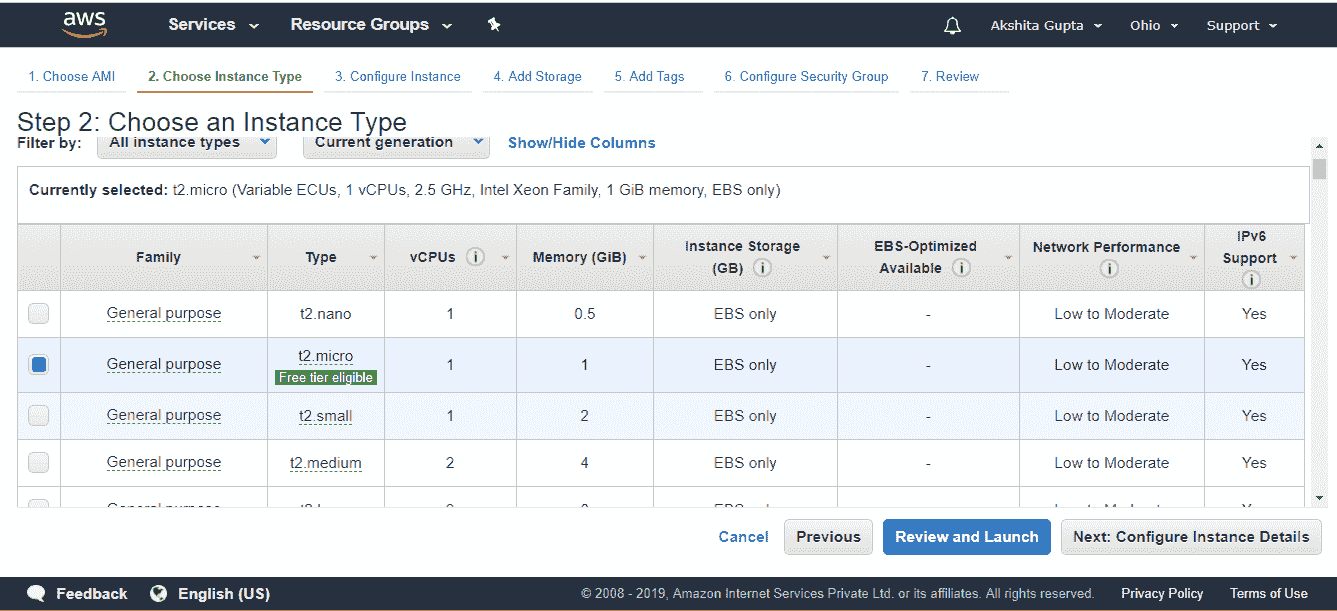 aws Services Resource Groups Akshita Gupta Ohio Support
1. Choose AMI 2. Choose Instance Type 3. Configure Instance 4. Add Storage 5. Add Tags 6. Configure Security Group 7. Review
Step 2: Choose an Instance Type
Filter by: All instance types Current generation Show/Hide Columns
Currently selected: t2.micro (Variable ECUs, 1 vCPUs, 2.5 GHz, Intel Xeon Family, 1 GiB memory, EBS only)
Family Type vCPUs i Memory (GiB) Instance Storage (GB) i EBS-Optimized Available i Network Performance i IPv6 Support i
General purpose t2.nano 1 0.5 EBS only - Low to Moderate Yes
General purpose t2.micro Free tier eligible 1 1 EBS only - Low to Moderate Yes
General purpose t2.small 1 2 EBS only - Low to Moderate Yes
General purpose t2.medium 2 4 EBS only - Low to Moderate Yes
Cancel Previous Review and Launch Next: Configure Instance Details
Feedback English (US) © 2008 - 2019, Amazon Internet Services Private Ltd. or its affiliates. All rights reserved. Privacy Policy Terms of Use